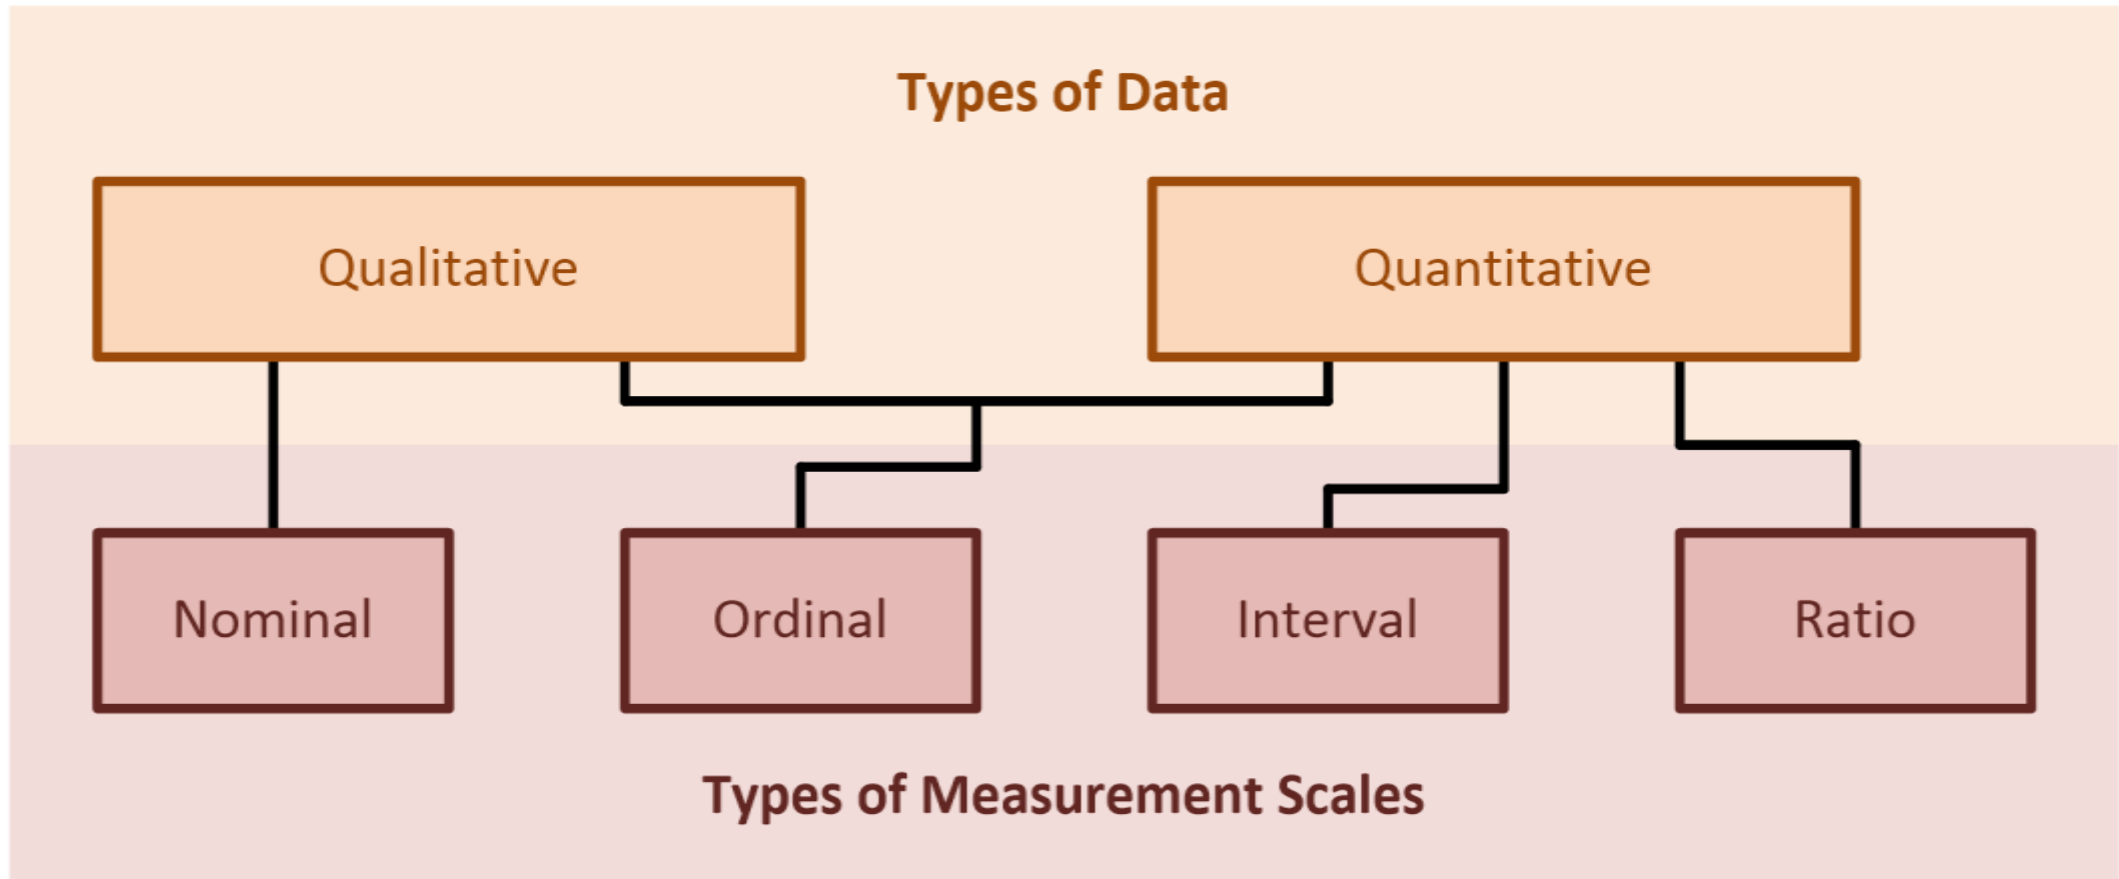 Types of Data
Qualitative
Quantitative
Nominal
Ordinal
Interval
Ratio
Types of Measurement Scales